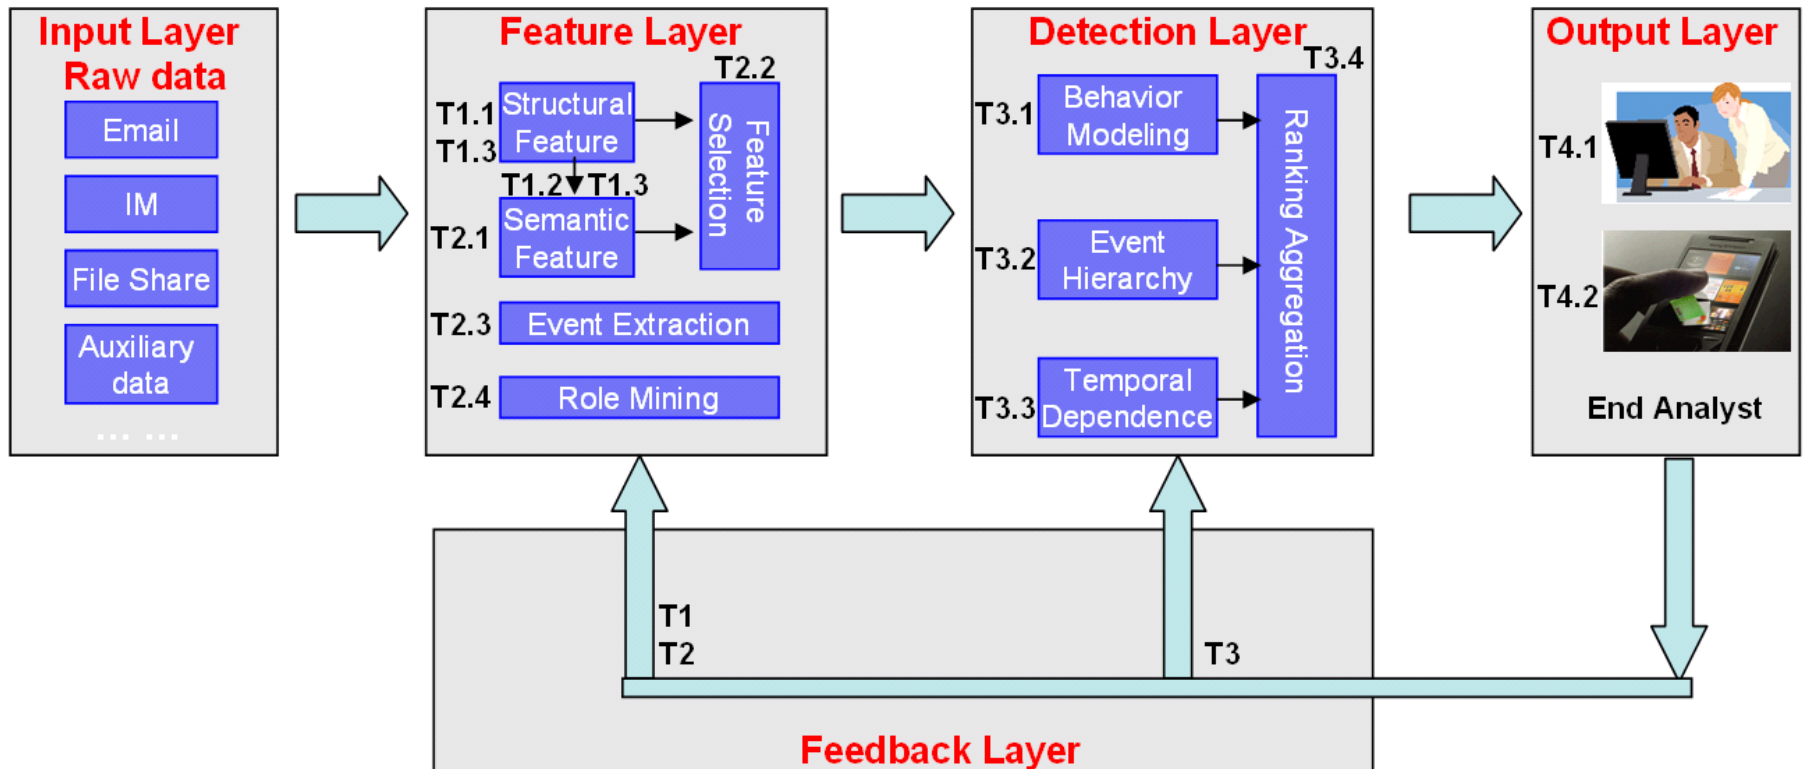 Input Layer
Raw data
Email
IM
File Share
Auxiliary
data
... ...
Feature Layer
T2.2
T1.1
T1.3
Structural
Feature
T1.2
T1.3
T2.1
Semantic
Feature
Feature
Selection
T2.3
Event Extraction
T2.4
Role Mining
Detection Layer
T3.4
T3.1
Behavior
Modeling
T3.2
Event
Hierarchy
T3.3
Temporal
Dependence
Ranking Aggregation
Output Layer
T4.1
T4.2
End Analyst
T1
T2
T3
Feedback Layer